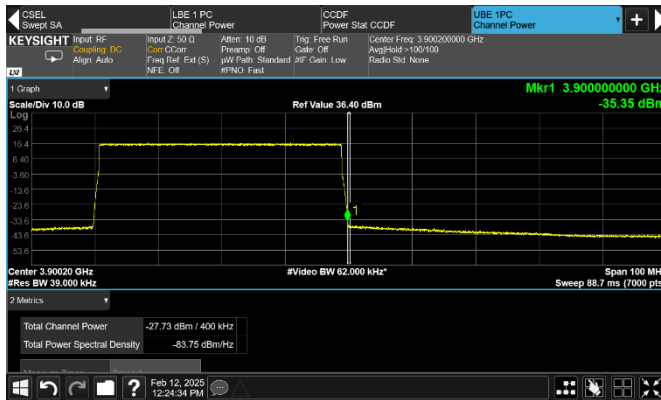 CSEL
Swept SA
LBE 1 PC
Channel Power
CCDF
Power Stat CCDF
UBE 1PC
Channel Power
KEYSIGHT
Input: RF
Coupling: DC
Align: Auto
Input Z: 50 Ω
Corr CCorr
Freq Ref: Ext (S)
NFE: Off
Atten: 10 dB
Preamp: Off
µW Path: Standard
#PNO: Fast
Trig: Free Run
Gate: Off
#IF Gain: Low
Center Freq: 3.900200000 GHz
Avg|Hold:>100/100
Radio Std: None
1 Graph
Scale/Div 10.0 dB
Ref Value 36.40 dBm
Mkr1 3.900000000 GHz
-35.35 dBm
Log
26.4
16.4
6.40
-3.60
-13.6
-23.6
-33.6
-43.6
-53.6
1
Center 3.90020 GHz
#Video BW 62.000 kHz*
Span 100 MH
#Res BW 39.000 kHz
Sweep 88.7 ms (7000 pts
2 Metrics
Total Channel Power
-27.73 dBm / 400 kHz
Total Power Spectral Density
-83.75 dBm/Hz
Feb 12, 2025
12:24:34 PM